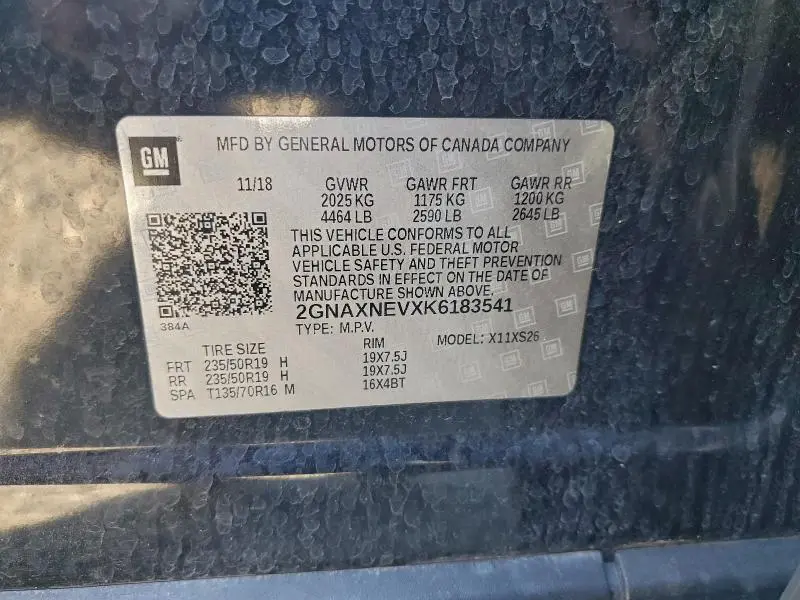 GM
MFD BY GENERAL MOTORS OF CANADA COMPANY
11/18 GVWR GAWR FRT GAWR RR
2025 KG 1175 KG 1200 KG
4464 LB 2590 LB 2645 LB
THIS VEHICLE CONFORMS TO ALL
APPLICABLE U.S. FEDERAL MOTOR
VEHICLE SAFETY AND THEFT PREVENTION
STANDARDS IN EFFECT ON THE DATE OF
MANUFACTURE SHOWN ABOVE.
384A
2GNAXNEVXK6183541
TYPE: M.P.V. MODEL: X11XS26
TIRE SIZE RIM
FRT 235/50R19 H 19X7.5J
RR 235/50R19 H 19X7.5J
SPA T135/70R16 M 16X4BT